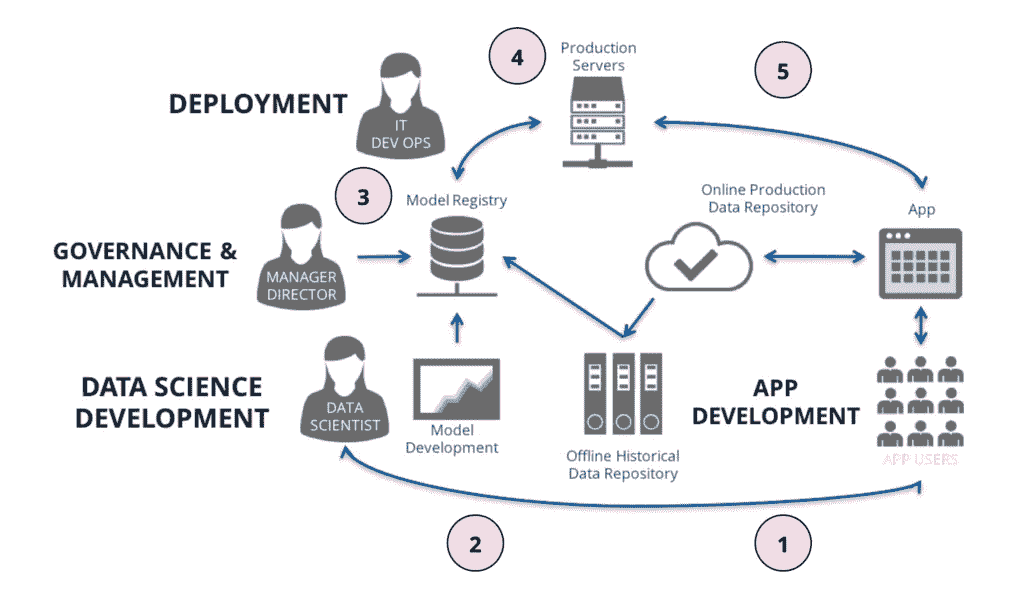 4
Production
Servers
5
DEPLOYMENT
IT
DEV OPS
3
Model Registry
Online Production
Data Repository
App
GOVERNANCE &
MANAGEMENT
MANAGER
DIRECTOR
DATA SCIENCE
DEVELOPMENT
DATA
SCIENTIST
Model
Development
Offline Historical
Data Repository
APP
DEVELOPMENT
APP USERS
2
1